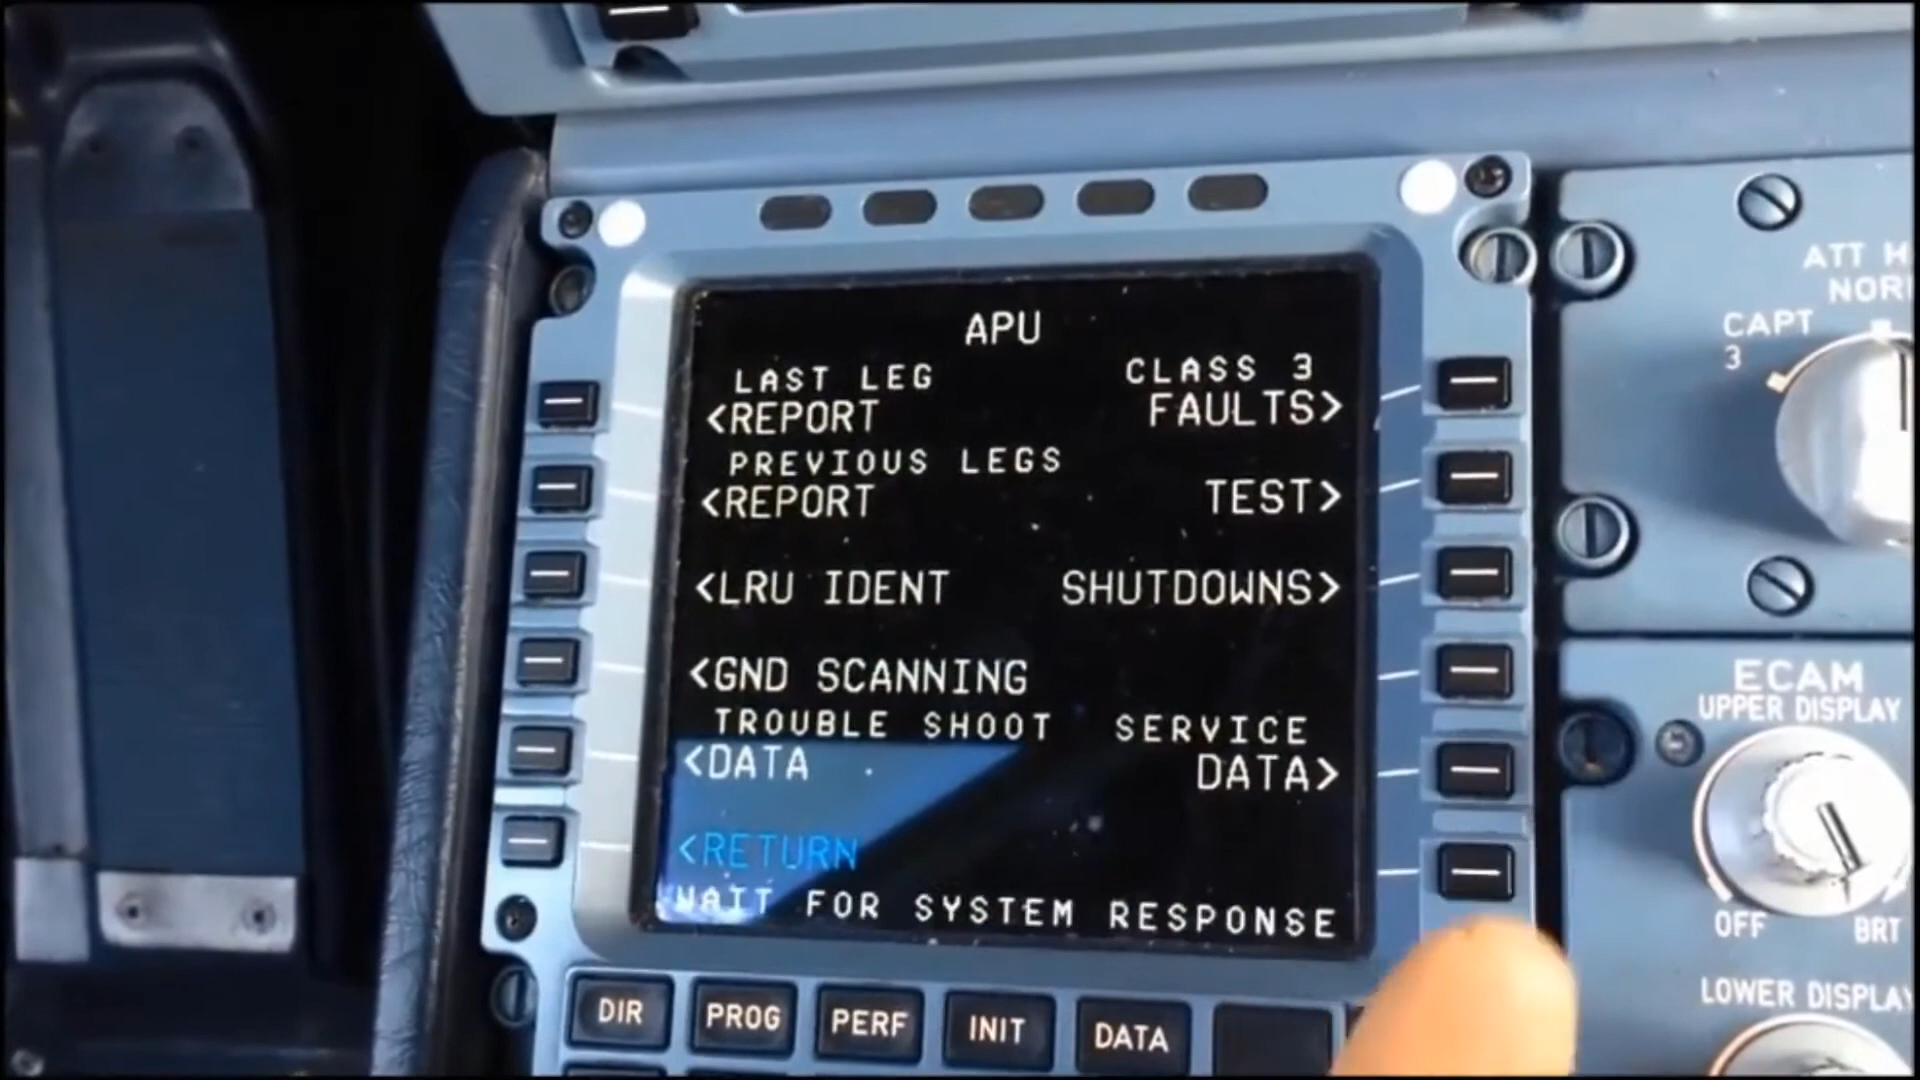 APU
LAST LEG CLASS 3
<REPORT FAULTS>
PREVIOUS LEGS
<REPORT TEST>
<LRU IDENT SHUTDOWNS>
<GND SCANNING
TROUBLE SHOOT SERVICE
<DATA DATA>
<RETURN
WAIT FOR SYSTEM RESPONSE
DIR PROG PERF INIT DATA
ATT H
NOR
CAPT
3
ECAM
UPPER DISPLAY
OFF BRT
LOWER DISPLAY